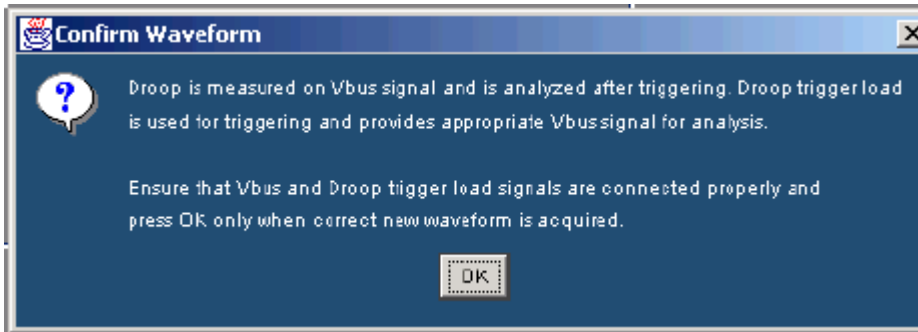 Confirm Waveform
?
Droop is measured on Vbus signal and is analyzed after triggering. Droop trigger load
is used for triggering and provides appropriate Vbus signal for analysis.
Ensure that Vbus and Droop trigger load signals are connected properly and
press OK only when correct new waveform is acquired.
OK